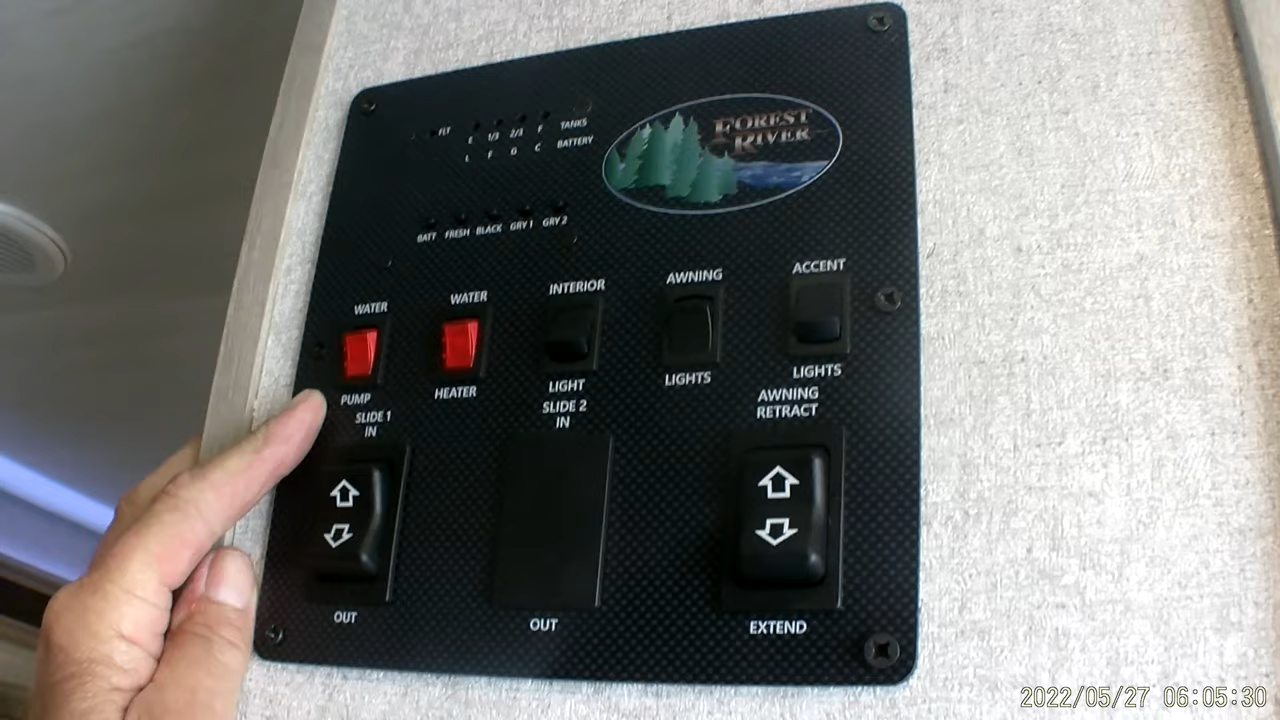 FLT
E 1/3 2/3 F TANKS
L F G C BATTERY
FOREST
RIVER
BATT FRESH BLACK GRY 1 GRY 2
WATER
PUMP
WATER
HEATER
INTERIOR
LIGHT
AWNING
LIGHTS
ACCENT
LIGHTS
SLIDE 1
IN
OUT
SLIDE 2
IN
OUT
AWNING
RETRACT
EXTEND
2022/05/27 06:05:30